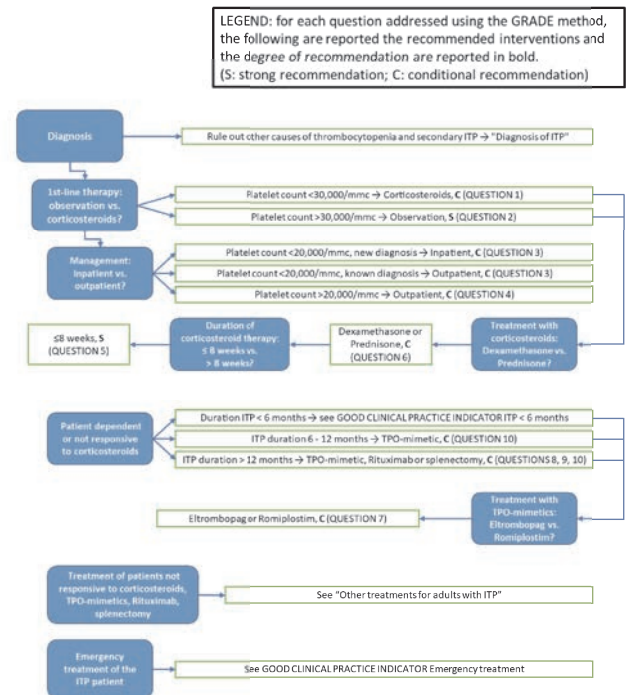 LEGEND: for each question addressed using the GRADE method,
the following are reported the recommended interventions and
the degree of recommendation are reported in bold.
(S: strong recommendation; C: conditional recommendation)
Diagnosis
Rule out other causes of thrombocytopenia and secondary ITP → "Diagnosis of ITP"
1st-line therapy:
observation vs.
corticosteroids?
Platelet count <30,000/mmc → Corticosteroids, C (QUESTION 1)
Platelet count >30,000/mmc → Observation, S (QUESTION 2)
Management:
Inpatient vs.
outpatient?
Platelet count <20,000/mmc, new diagnosis → Inpatient, C (QUESTION 3)
Platelet count <20,000/mmc, known diagnosis → Outpatient, C (QUESTION 3)
Platelet count >20,000/mmc → Outpatient, C (QUESTION 4)
≤8 weeks, S
(QUESTION 5)
Duration of
corticosteroid therapy:
≤ 8 weeks vs.
> 8 weeks?
Dexamethasone or
Prednisone, C
(QUESTION 6)
Treatment with
corticosteroids:
Dexamethasone vs.
Prednisone?
Patient dependent
or not responsive
to corticosteroids
Duration ITP < 6 months → see GOOD CLINICAL PRACTICE INDICATOR ITP < 6 months
ITP duration 6 - 12 months → TPO-mimetic, C (QUESTION 10)
ITP duration > 12 months → TPO-mimetic, Rituximab or splenectomy, C (QUESTIONS 8, 9, 10)
Eltrombopag or Romiplostim, C (QUESTION 7)
Treatment with
TPO-mimetics:
Eltrombopag vs.
Romiplostim?
Treatment of patients not
responsive to corticosteroids,
TPO-mimetics, Rituximab,
splenectomy
See "Other treatments for adults with ITP"
Emergency
treatment of the
ITP patient
See GOOD CLINICAL PRACTICE INDICATOR Emergency treatment